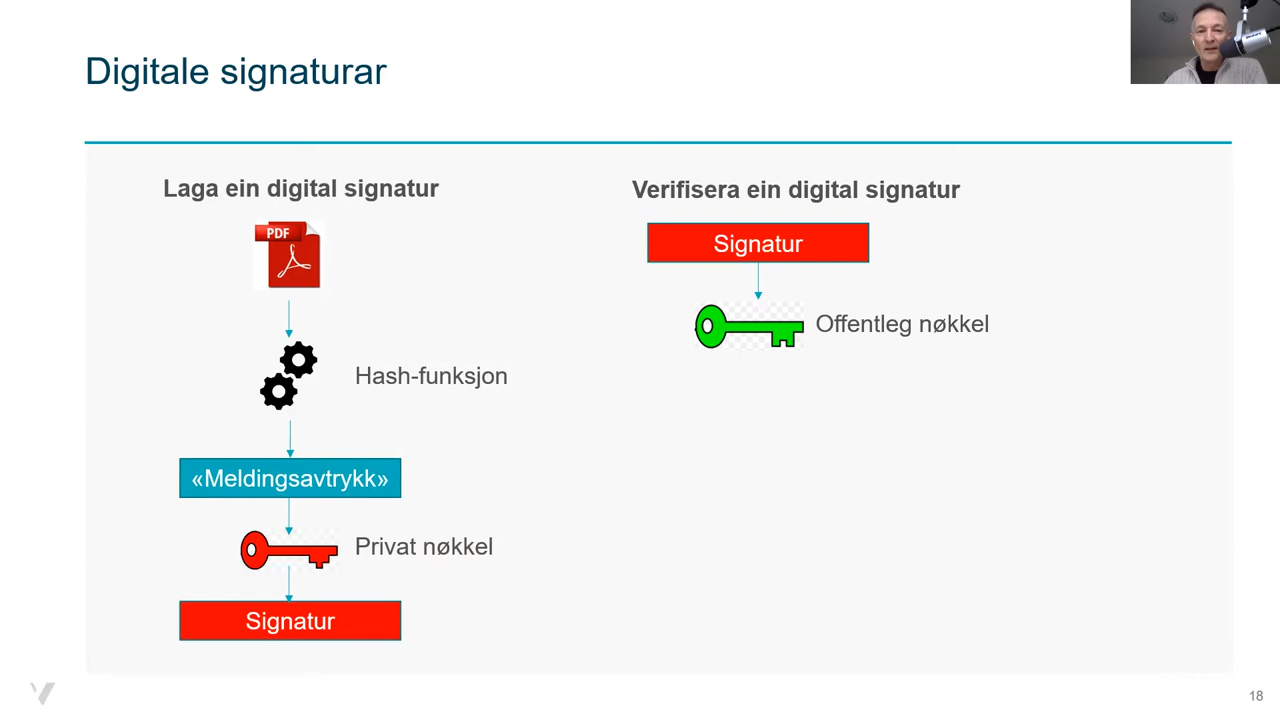 Digitale signaturar
Laga ein digital signatur
PDF
Hash-funksjon
«Meldingsavtrykk»
Privat nøkkel
Signatur
Verifisera ein digital signatur
Signatur
Offentleg nøkkel
18